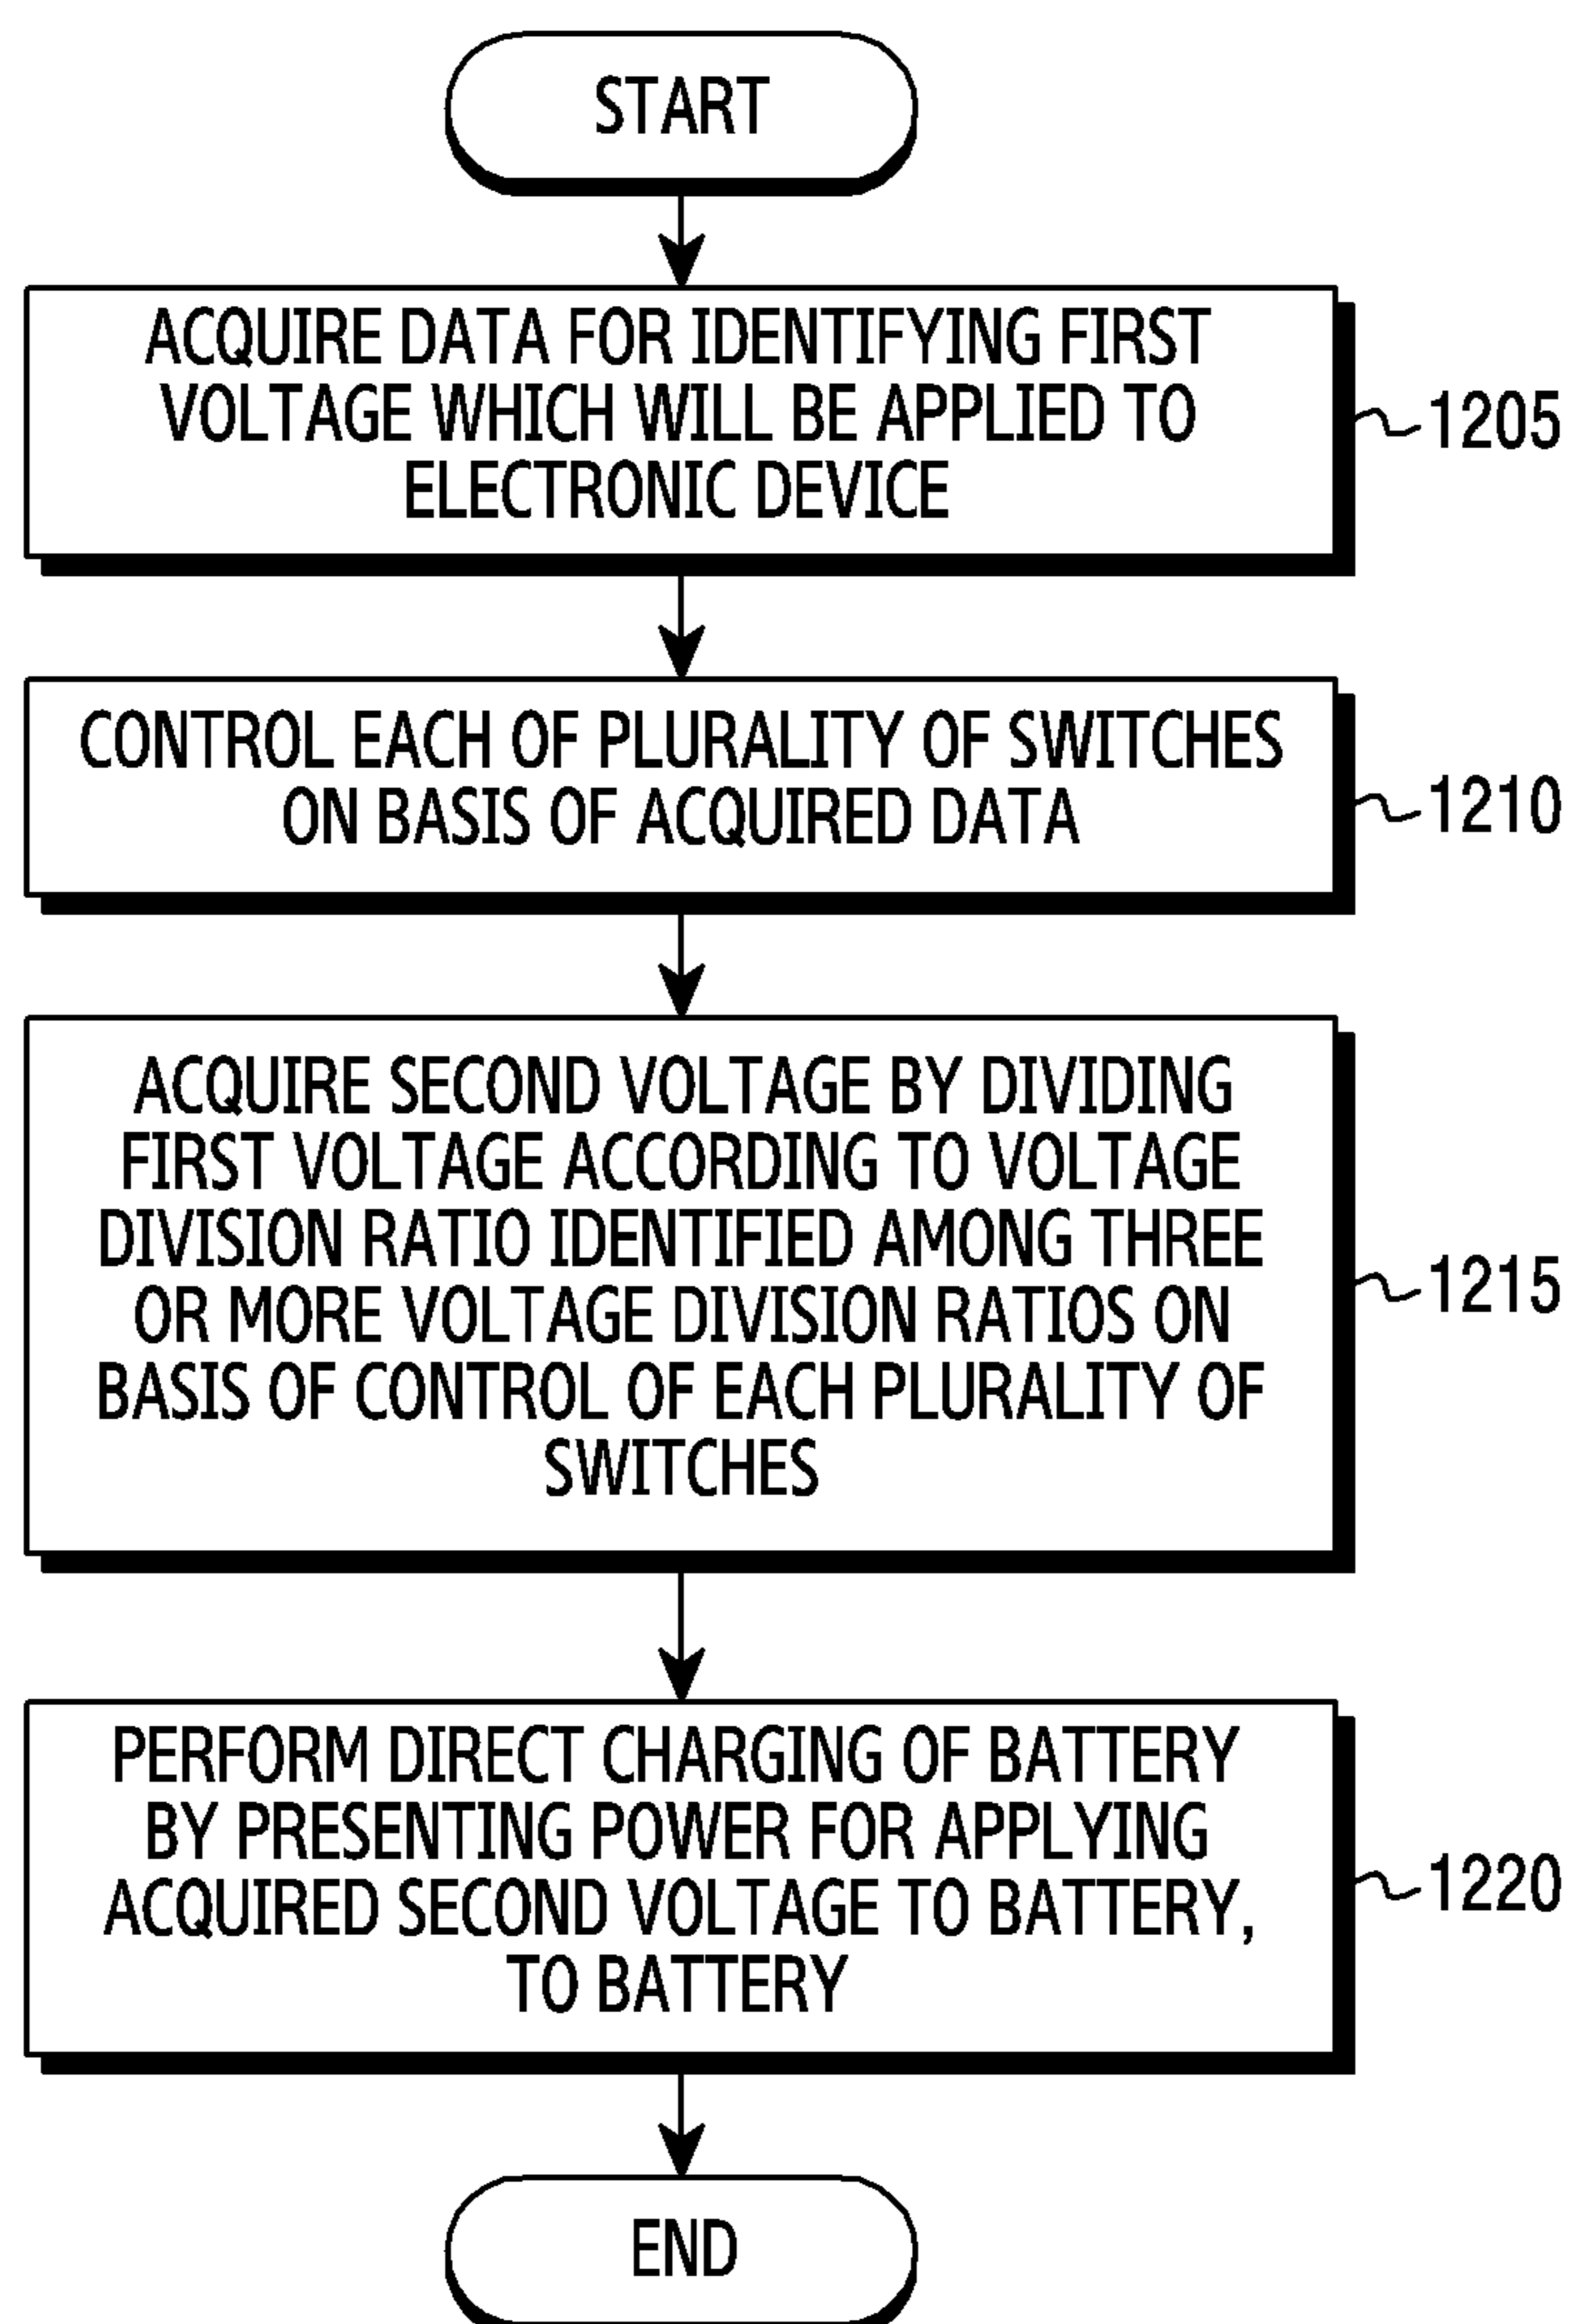 START
ACQUIRE DATA FOR IDENTIFYING FIRST
VOLTAGE WHICH WILL BE APPLIED TO
ELECTRONIC DEVICE
1205
CONTROL EACH OF PLURALITY OF SWITCHES
ON BASIS OF ACQUIRED DATA
1210
ACQUIRE SECOND VOLTAGE BY DIVIDING
FIRST VOLTAGE ACCORDING TO VOLTAGE
DIVISION RATIO IDENTIFIED AMONG THREE
OR MORE VOLTAGE DIVISION RATIOS ON
BASIS OF CONTROL OF EACH PLURALITY OF
SWITCHES
1215
PERFORM DIRECT CHARGING OF BATTERY
BY PRESENTING POWER FOR APPLYING
ACQUIRED SECOND VOLTAGE TO BATTERY,
TO BATTERY
1220
END